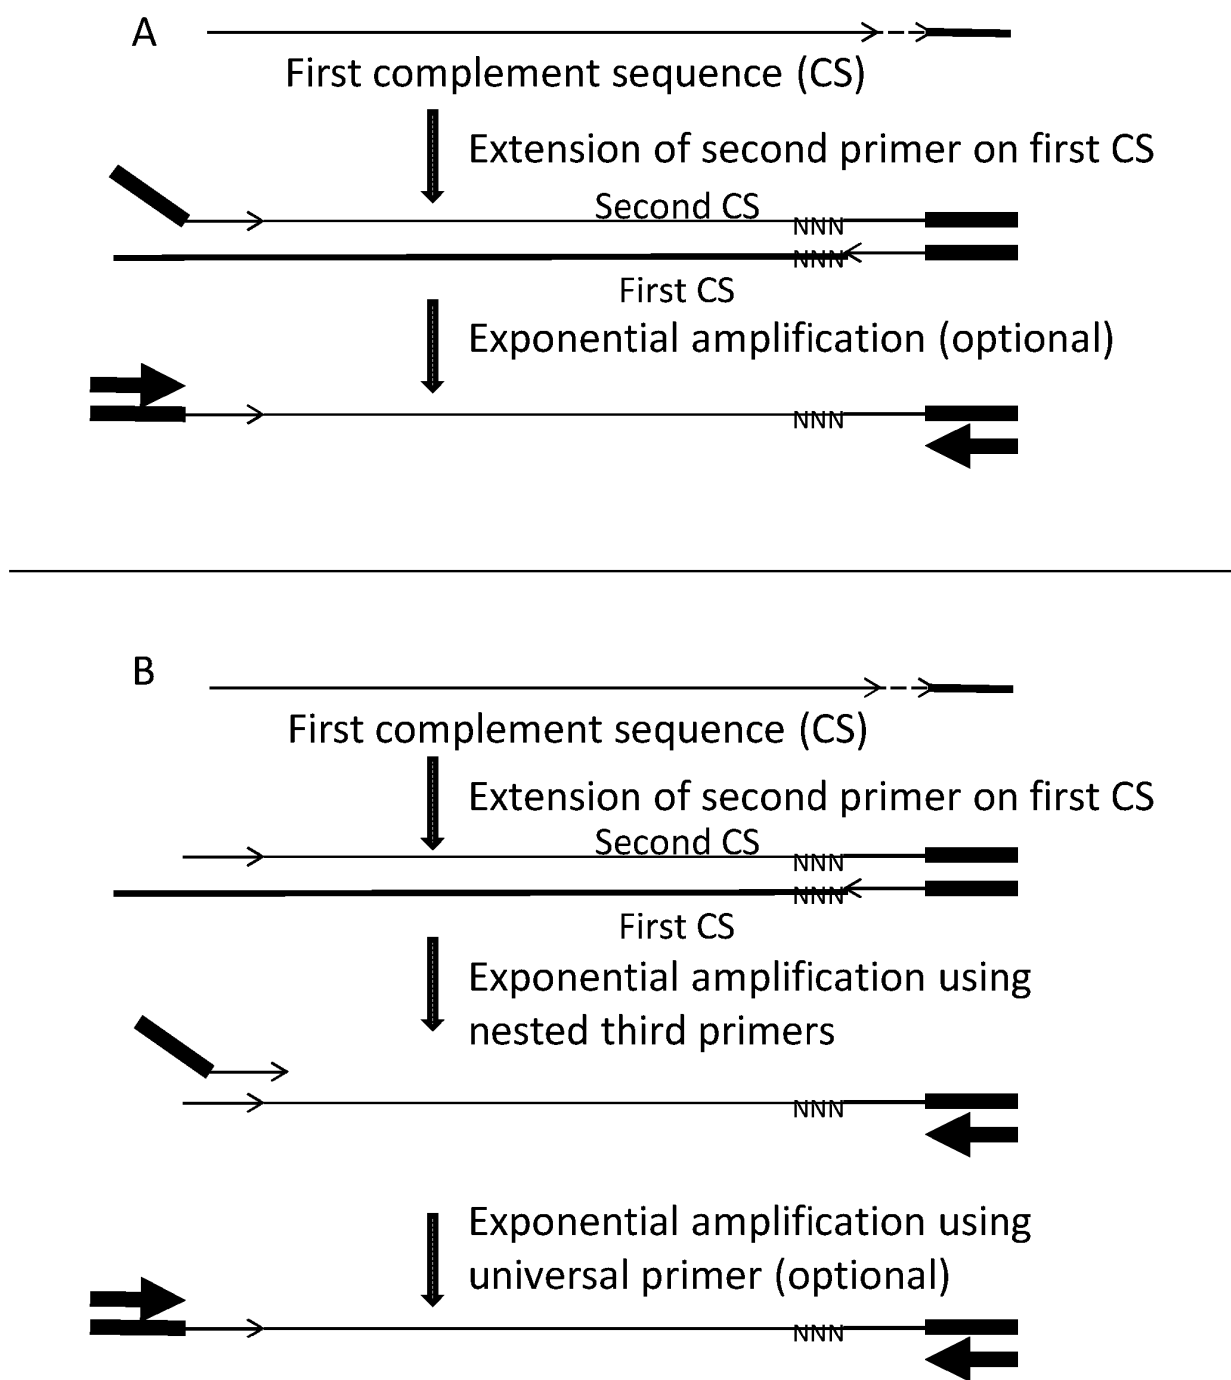 A
First complement sequence (CS)
Extension of second primer on first CS
Second CS
NNN
NNN
First CS
Exponential amplification (optional)
NNN
B
First complement sequence (CS)
Extension of second primer on first CS
Second CS
NNN
NNN
First CS
Exponential amplification using
nested third primers
NNN
Exponential amplification using
universal primer (optional)
NNN